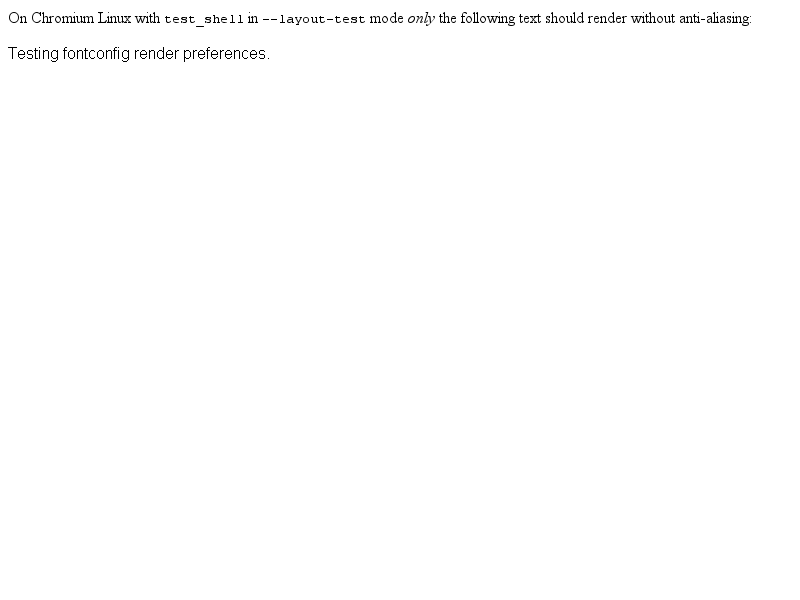 On Chromium Linux with test_shell in --layout-test mode only the following text should render without anti-aliasing:
Testing fontconfig render preferences.